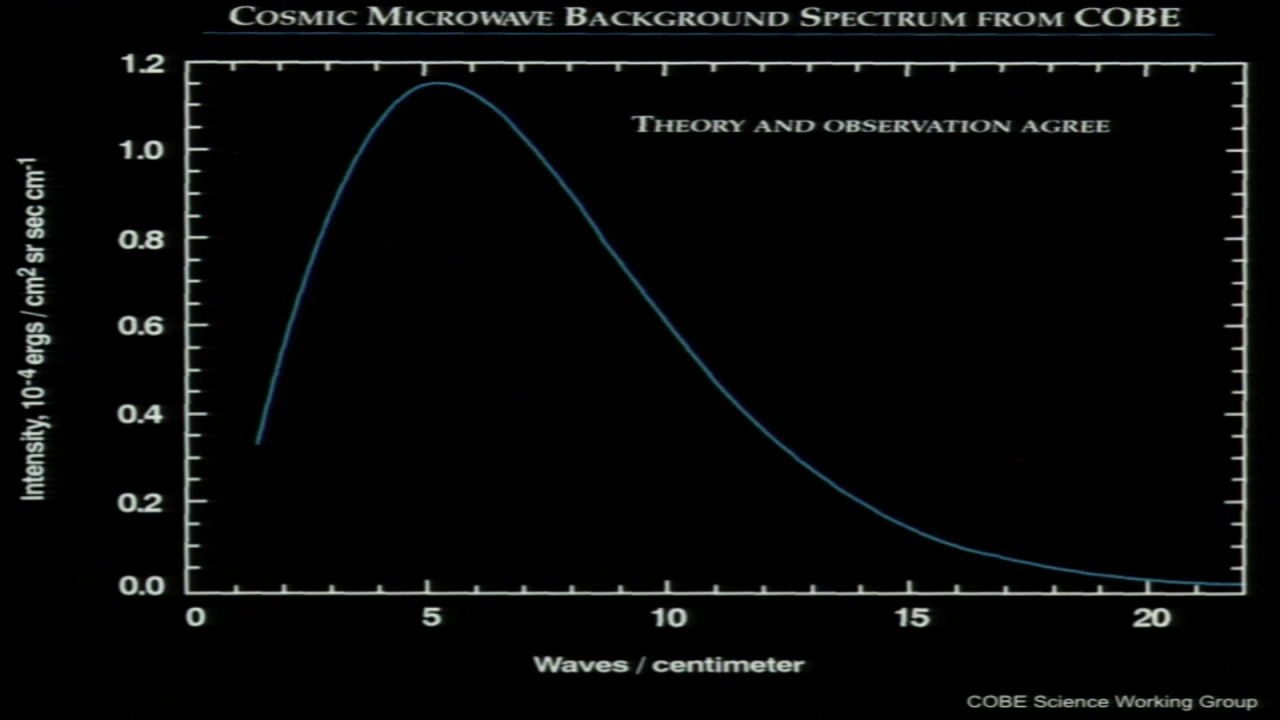 COSMIC MICROWAVE BACKGROUND SPECTRUM FROM COBE
THEORY AND OBSERVATION AGREE
Intensity, 10⁻⁴ ergs / cm² sr sec cm⁻¹
1.2
1.0
0.8
0.6
0.4
0.2
0.0
0 5 10 15 20
Waves / centimeter
COBE Science Working Group